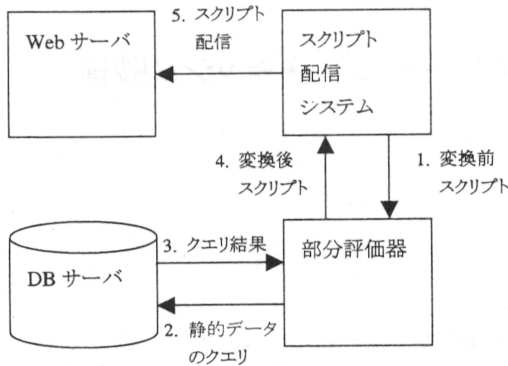 5. スクリプト
配信
Web サーバ
スクリプト
配信
システム
4. 変換後
スクリプト
1. 変換前
スクリプト
3. クエリ結果
部分評価器
DB サーバ
2. 静的データ
のクエリ